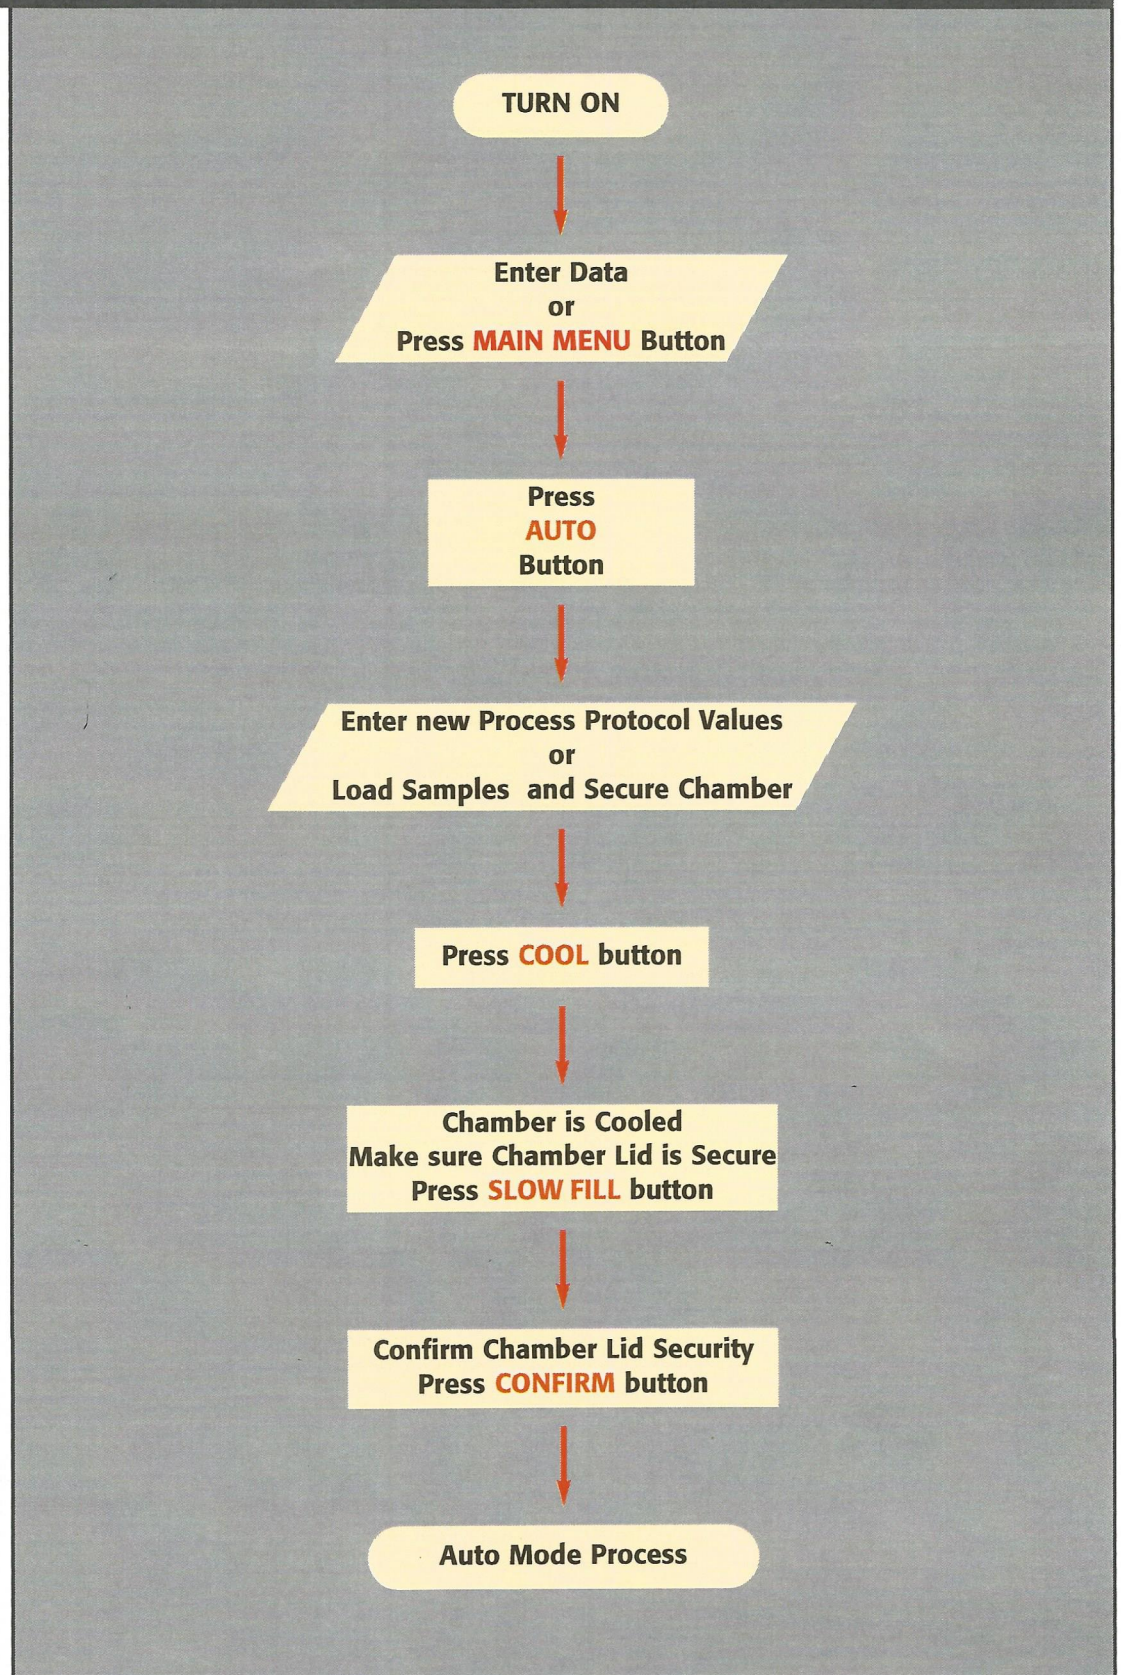 TURN ON
Enter Data
or
Press MAIN MENU Button
Press
AUTO
Button
Enter new Process Protocol Values
or
Load Samples and Secure Chamber
Press COOL button
Chamber is Cooled
Make sure Chamber Lid is Secure
Press SLOW FILL button
Confirm Chamber Lid Security
Press CONFIRM button
Auto Mode Process